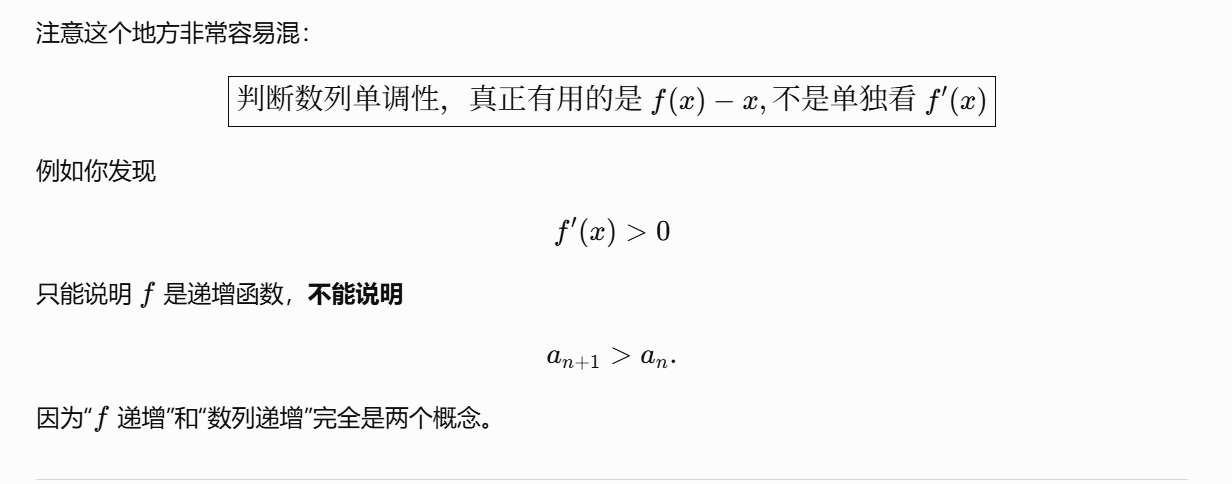 注意这个地方非常容易混：
判断数列单调性，真正有用的是 f(x) − x, 不是单独看 f′(x)
例如你发现
f′(x) > 0
只能说明 f 是递增函数，不能说明
aₙ₊₁ > aₙ.
因为“f 递增”和“数列递增”完全是两个概念。